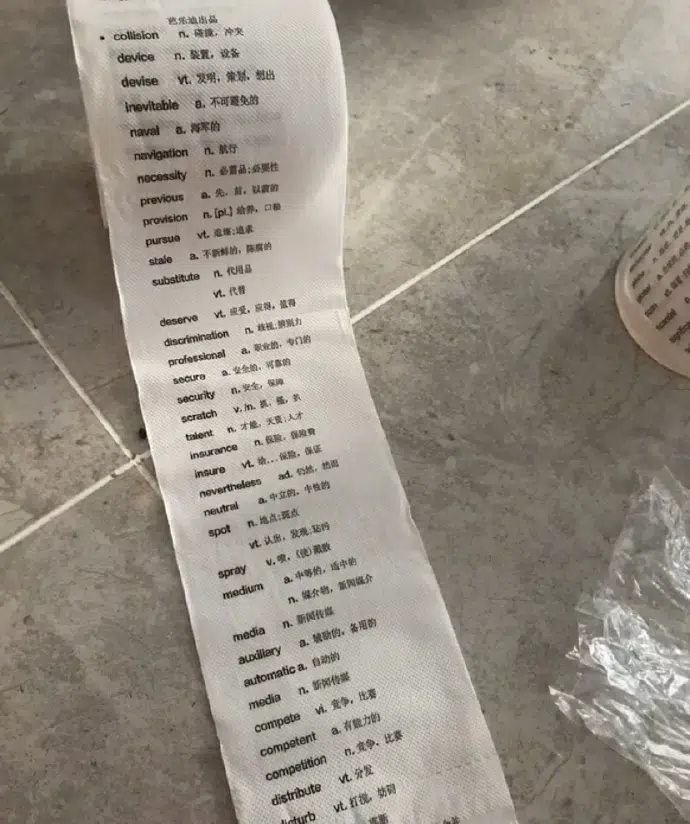 芭乐迪出品
• collision n. 碰撞，冲突
device n. 装置，设备
devise vt. 发明，策划，想出
inevitable a. 不可避免的
naval a. 海军的
navigation n. 航行
necessity n. 必需品;必要性
previous a. 先，前，以前的
provision n. [pl.] 给养，口粮
pursue vt. 追逐;追求
stale a. 不新鲜的，陈腐的
substitute n. 代用品
vt. 代替
deserve vt. 应受，应得，值得
discrimination n. 歧视;辨别力
professional a. 职业的，专门的
secure a. 安全的，可靠的
security n. 安全，保障
scratch v./n. 抓，搔，扒
talent n. 才能，天资;人才
insurance n. 保险，保险费
insure vt. 给...保险，保证
nevertheless ad. 仍然，然而
neutral a. 中立的，中性的
spot n. 地点;斑点
vt. 认出，发现;玷污
spray v. 喷，(使)溅散
medium a. 中等的，适中的
n. 媒介物，新闻媒介
media n. 新闻传媒
auxiliary a. 辅助的，备用的
automatic a. 自动的
media n. 新闻传媒
compete vi. 竞争，比赛
competent a. 有能力的
competition n. 竞争，比赛
distribute vt. 分发
disturb vt. 打搅，妨碍